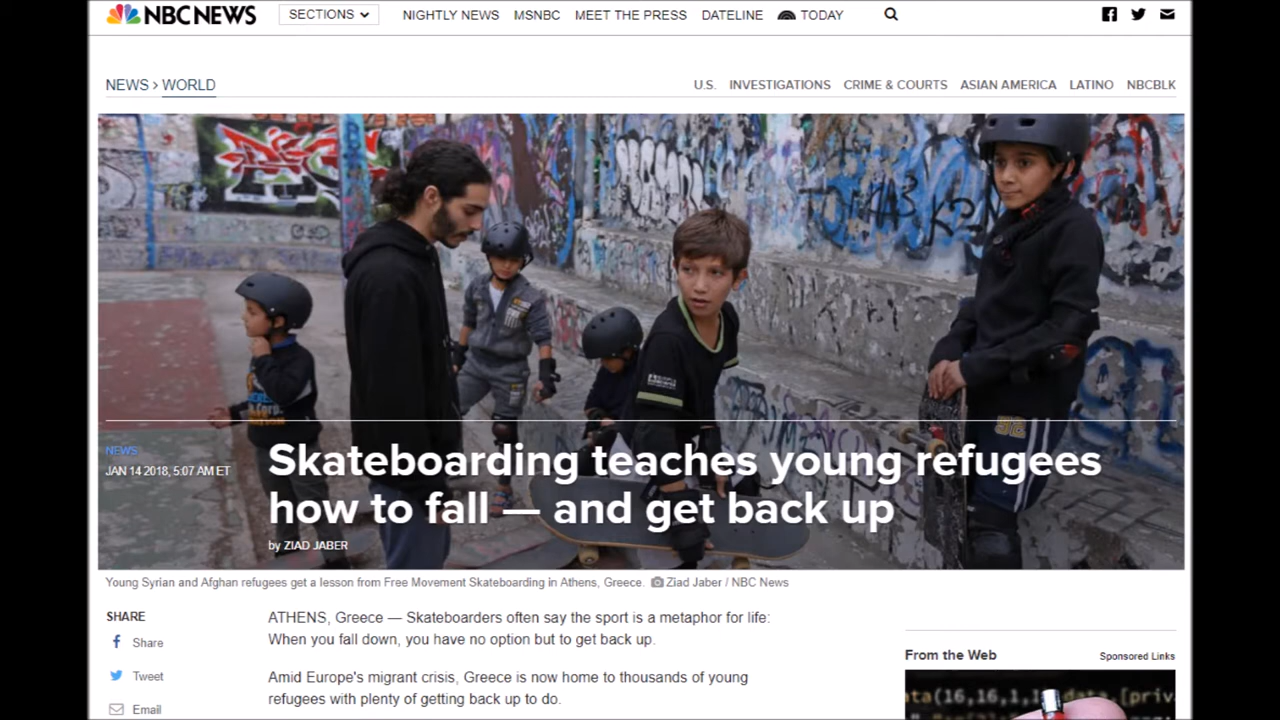 NBC NEWS
SECTIONS
NIGHTLY NEWS MSNBC MEET THE PRESS DATELINE TODAY
NEWS > WORLD
U.S. INVESTIGATIONS CRIME & COURTS ASIAN AMERICA LATINO NBCBLK
NEWS
JAN 14 2018, 5:07 AM ET
Skateboarding teaches young refugees
how to fall — and get back up
by ZIAD JABER
Young Syrian and Afghan refugees get a lesson from Free Movement Skateboarding in Athens, Greece. Ziad Jaber / NBC News
SHARE
Share
Tweet
Email
ATHENS, Greece — Skateboarders often say the sport is a metaphor for life:
When you fall down, you have no option but to get back up.
Amid Europe's migrant crisis, Greece is now home to thousands of young
refugees with plenty of getting back up to do.
From the Web
Sponsored Links